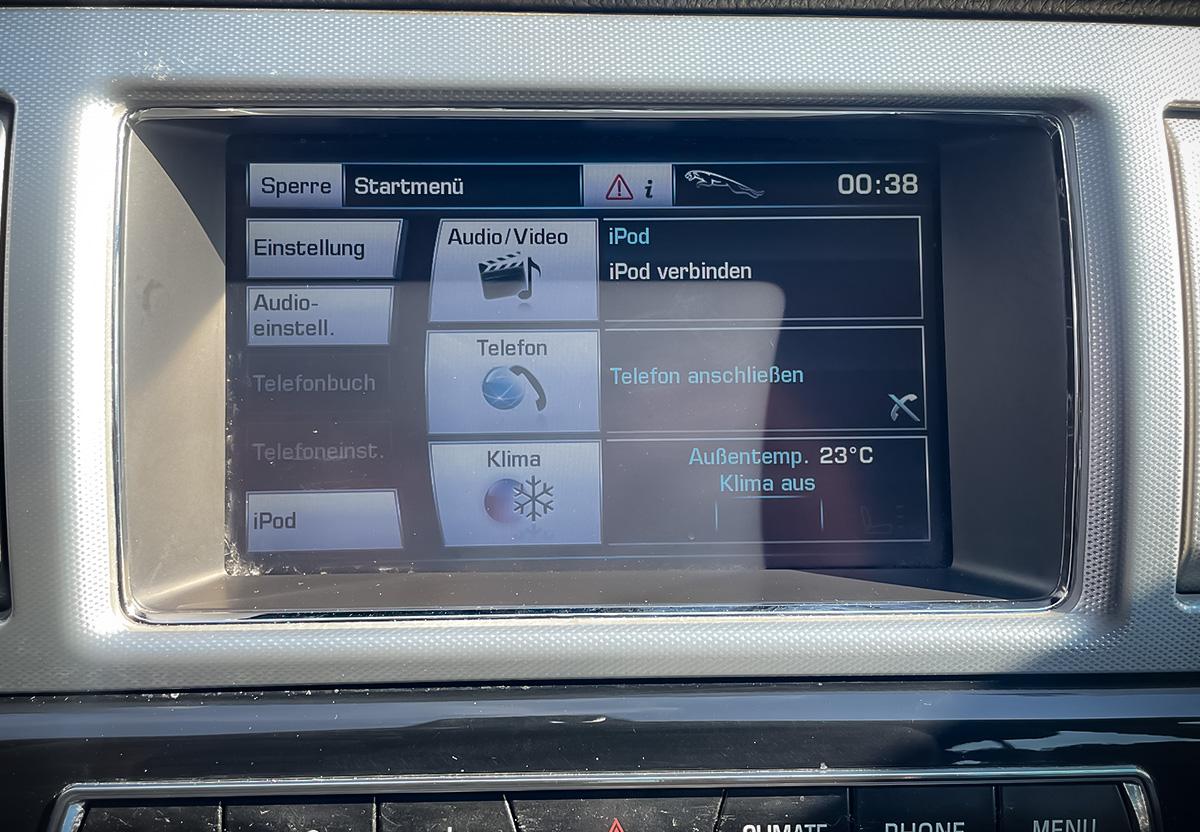 Sperre
Startmenü
i
00:38
Einstellung
Audio-
einstell.
Telefonbuch
Telefoneinst.
iPod
Audio/Video
Telefon
Klima
iPod
iPod verbinden
Telefon anschließen
Außentemp. 23°C
Klima aus
CLIMATE
PHONE
MENU